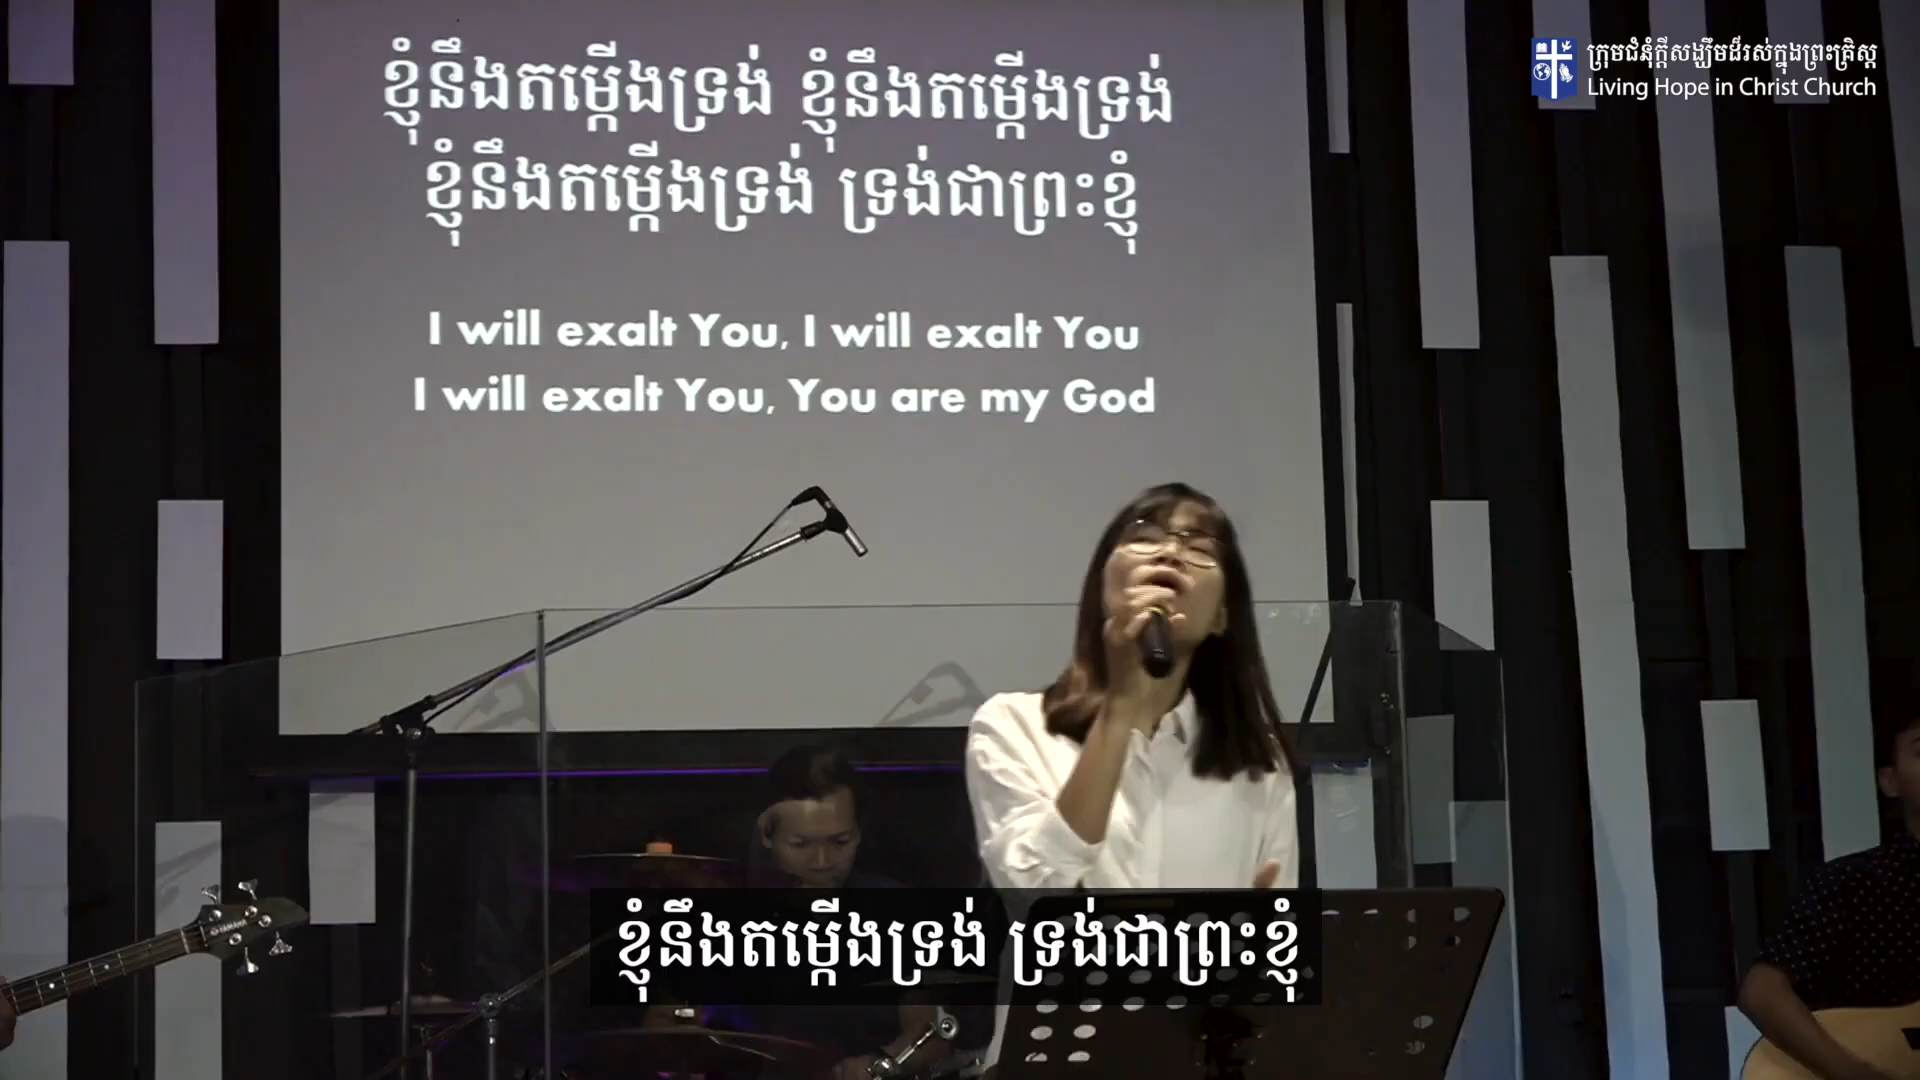 ខ្ញុំនឹងតម្កើងទ្រង់ ខ្ញុំនឹងតម្កើងទ្រង់
ខ្ញុំនឹងតម្កើងទ្រង់ ទ្រង់ជាព្រះខ្ញុំ
I will exalt You, I will exalt You
I will exalt You, You are my God
ក្រុមជំនុំក្តីសង្ឃឹមដ៏រស់ក្នុងព្រះគ្រិស្ត
Living Hope in Christ Church
YAMAHA
ខ្ញុំនឹងតម្កើងទ្រង់ ទ្រង់ជាព្រះខ្ញុំ